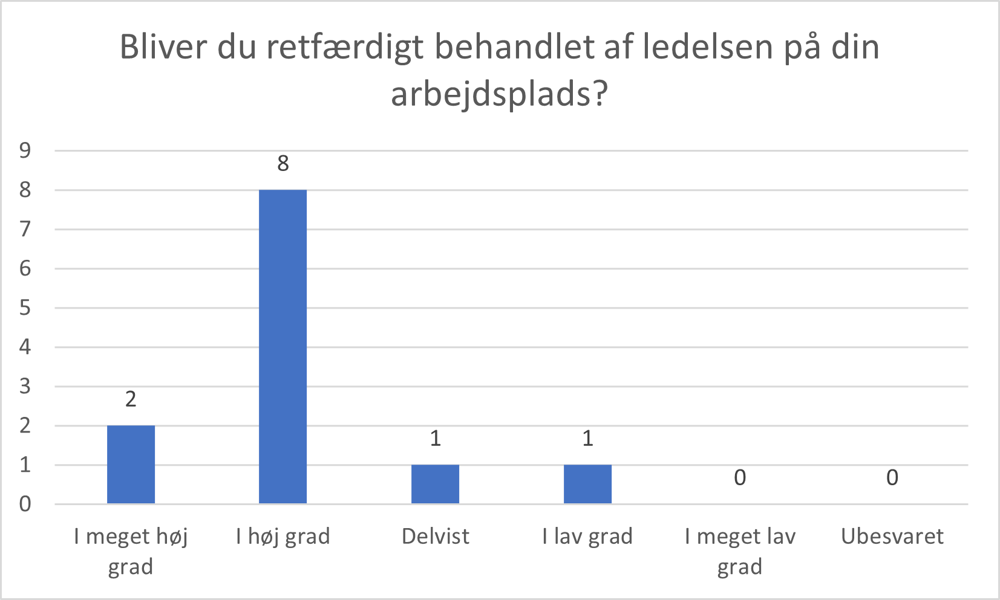 Bliver du retfærdigt behandlet af ledelsen på din
arbejdsplads?
9
8
7
6
5
4
3
2
1
0
2
8
1
1
0
0
I meget høj
grad
I høj grad
Delvist
I lav grad
I meget lav
grad
Ubesvaret